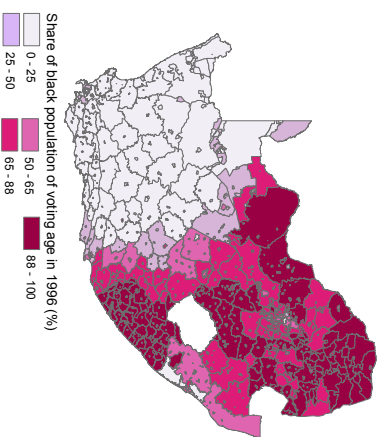 Share of black population of voting age in 1996 (%)
0 - 25
50 - 65
88 - 100
25 - 50
65 - 88